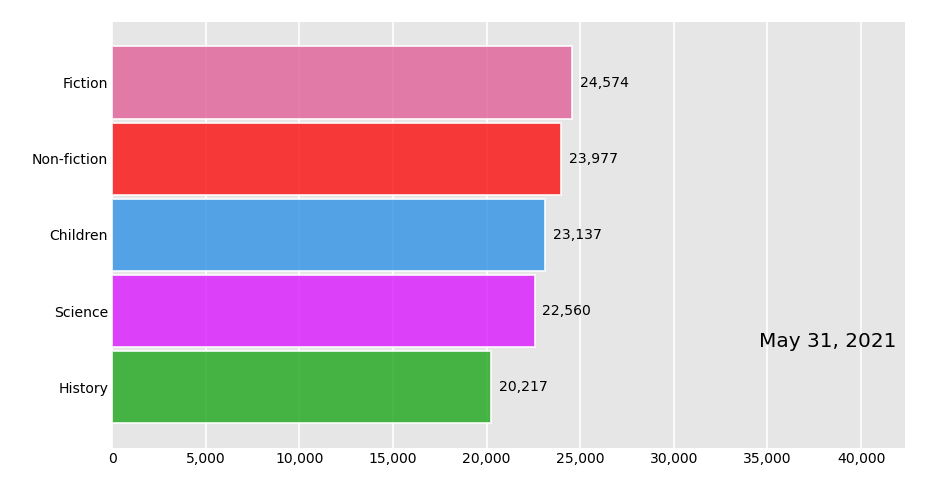 Fiction 24,574
Non-fiction 23,977
Children 23,137
Science 22,560
May 31, 2021
History 20,217
0 5,000 10,000 15,000 20,000 25,000 30,000 35,000 40,000